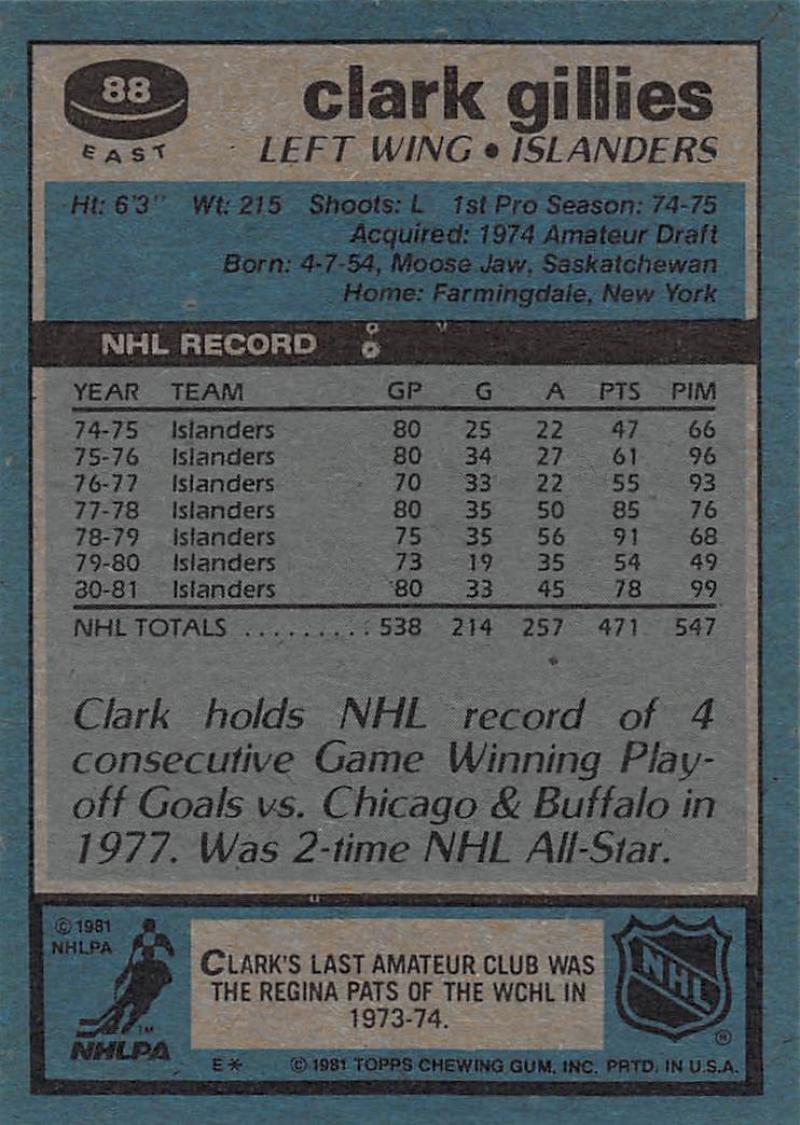 88
EAST
clark gillies
LEFT WING • ISLANDERS
Ht: 6'3" Wt: 215 Shoots: L 1st Pro Season: 74-75
Acquired: 1974 Amateur Draft
Born: 4-7-54, Moose Jaw, Saskatchewan
Home: Farmingdale, New York
NHL RECORD
YEAR TEAM GP G A PTS PIM
74-75 Islanders 80 25 22 47 66
75-76 Islanders 80 34 27 61 96
76-77 Islanders 70 33 22 55 93
77-78 Islanders 80 35 50 85 76
78-79 Islanders 75 35 56 91 68
79-80 Islanders 73 19 35 54 49
80-81 Islanders 80 33 45 78 99
NHL TOTALS .......... 538 214 257 471 547
Clark holds NHL record of 4
consecutive Game Winning Play-
off Goals vs. Chicago & Buffalo in
1977. Was 2-time NHL All-Star.
© 1981
NHLPA
TM
NHLPA
CLARK'S LAST AMATEUR CLUB WAS
THE REGINA PATS OF THE WCHL IN
1973-74.
NHL
®
E* © 1981 TOPPS CHEWING GUM, INC. PRTD. IN U.S.A.